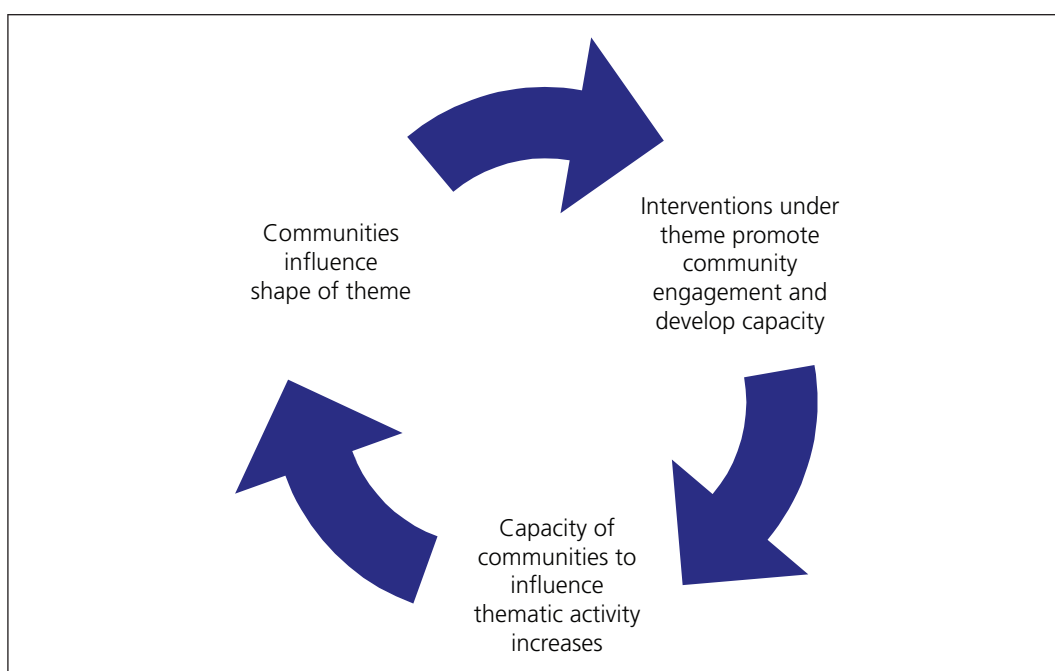 Communities
influence
shape of theme
Interventions under
theme promote
community
engagement and
develop capacity
Capacity of
communities to
influence
thematic activity
increases